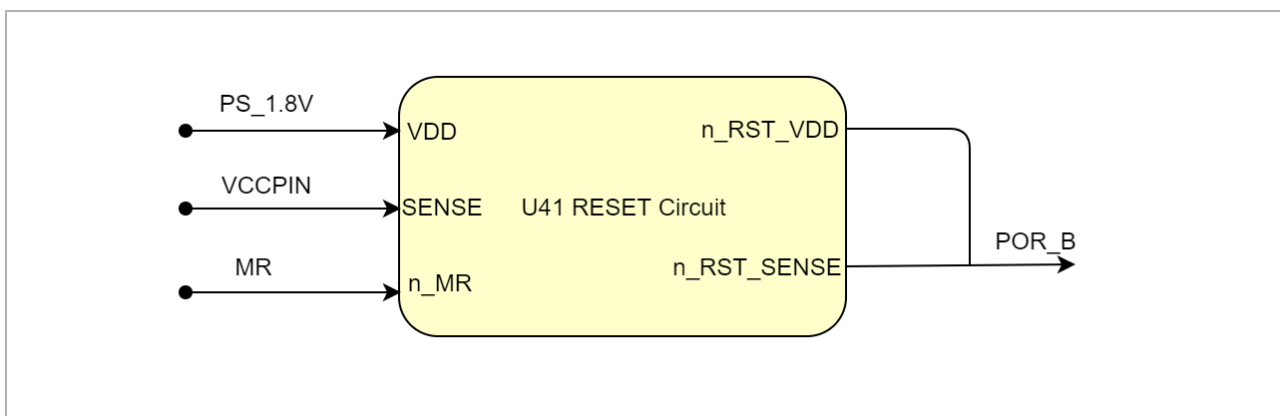 PS_1.8V
VDD
n_RST_VDD
VCCPIN
SENSE
U41 RESET Circuit
POR_B
MR
n_RST_SENSE
n_MR